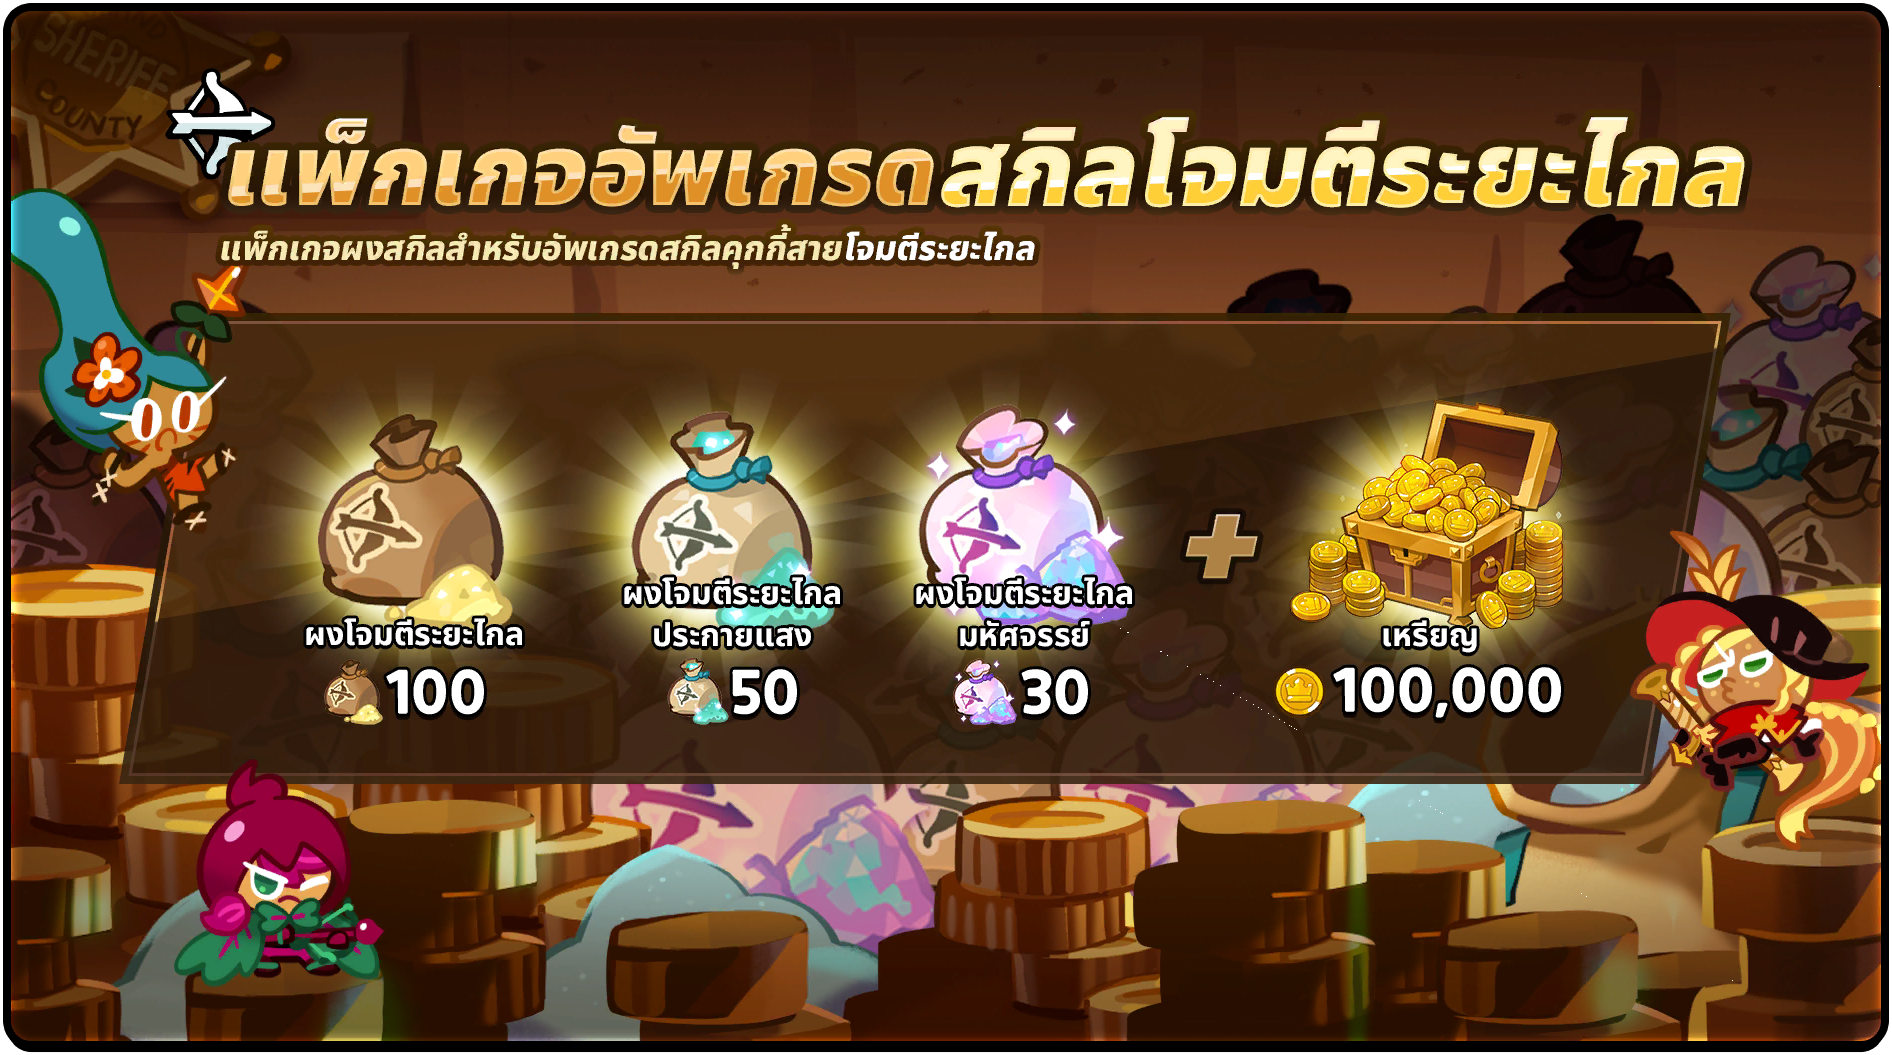 SHERIFF
COUNTY
แพ็กเกจอัพเกรดสกิลโจมตีระยะไกล
แพ็กเกจผงสกิลสำหรับอัพเกรดสกิลคุกกี้สายโจมตีระยะไกล
ผงโจมตีระยะไกล
100
ผงโจมตีระยะไกล
ประกายแสง
50
ผงโจมตีระยะไกล
มหัศจรรย์
30
เหรียญ
100,000